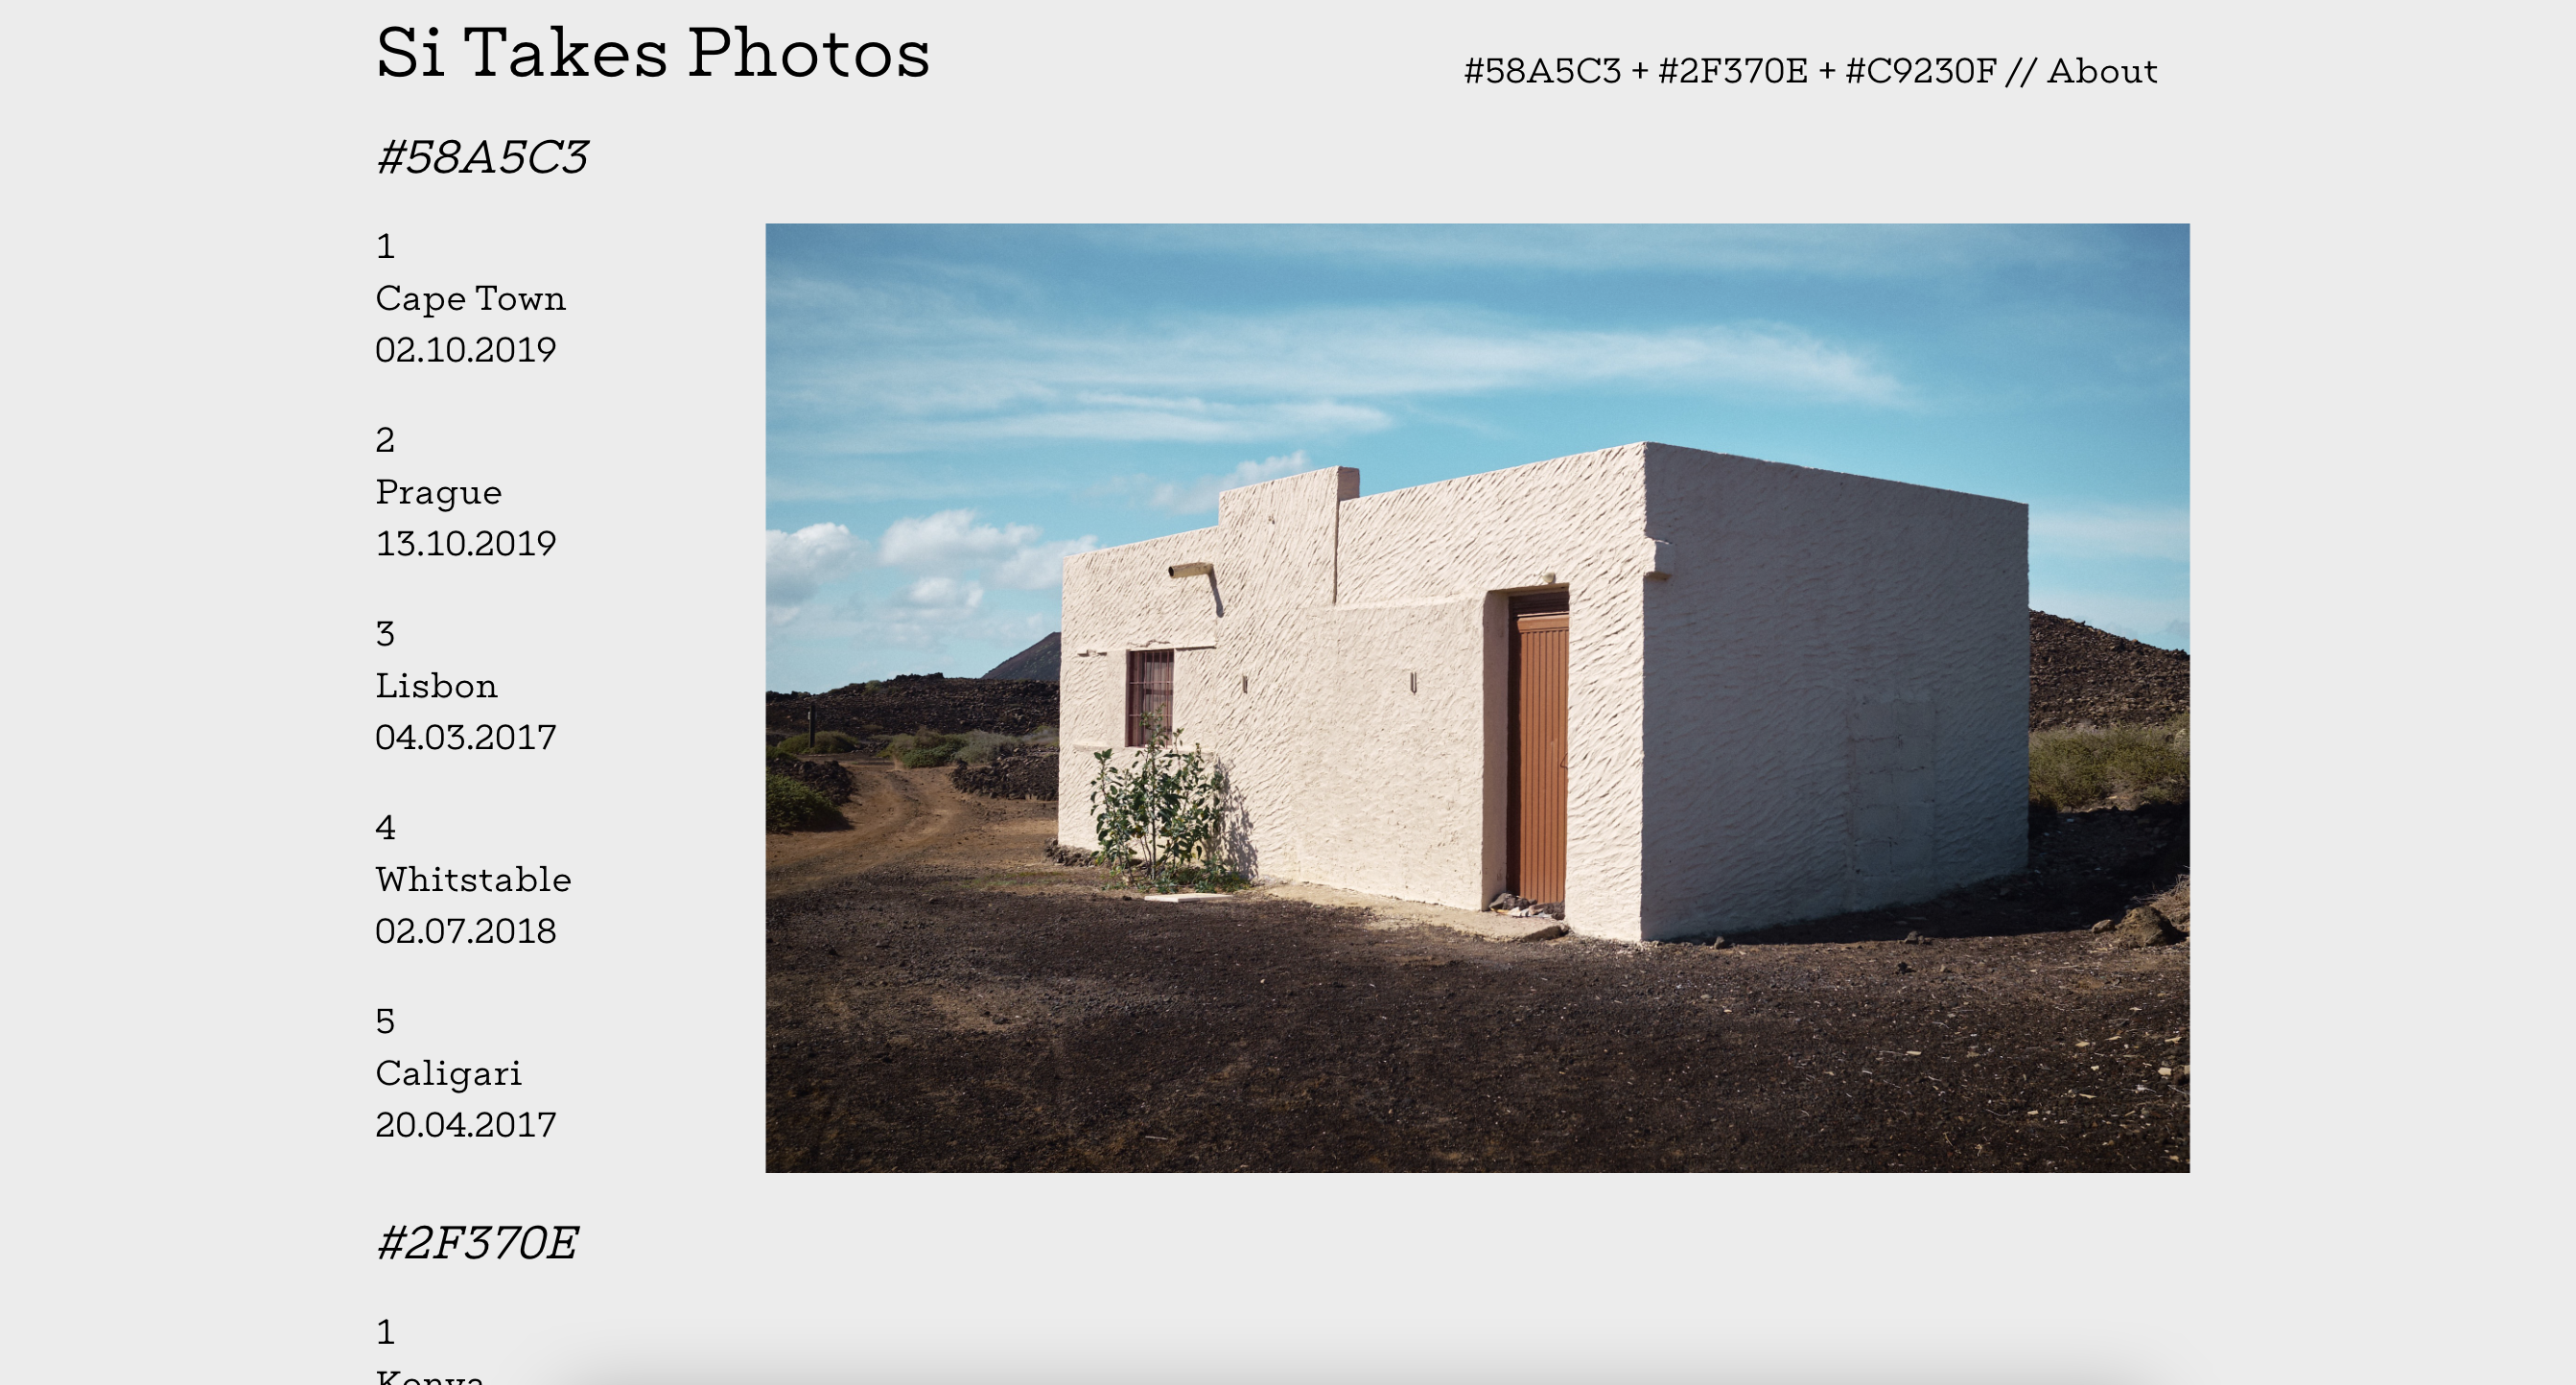 Si Takes Photos
#58A5C3 + #2F370E + #C9230F // About
#58A5C3
1
Cape Town
02.10.2019
2
Prague
13.10.2019
3
Lisbon
04.03.2017
4
Whitstable
02.07.2018
5
Caligari
20.04.2017
#2F370E
1
Kenya